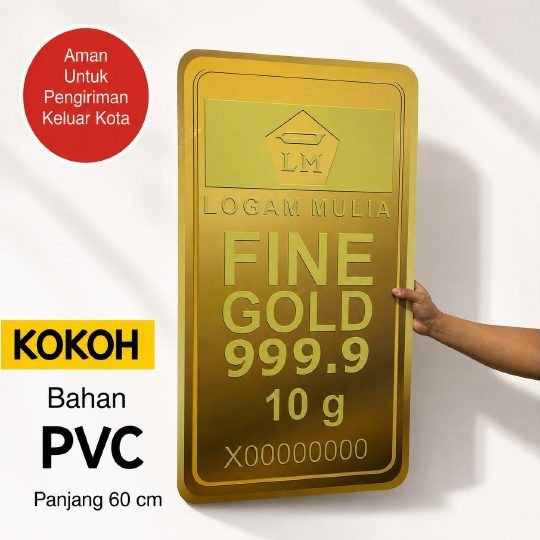 Aman
Untuk
Pengiriman
Keluar Kota
LM
LOGAM MULIA
FINE
GOLD
999.9
10 g
X00000000
KOKOH
Bahan
PVC
Panjang 60 cm